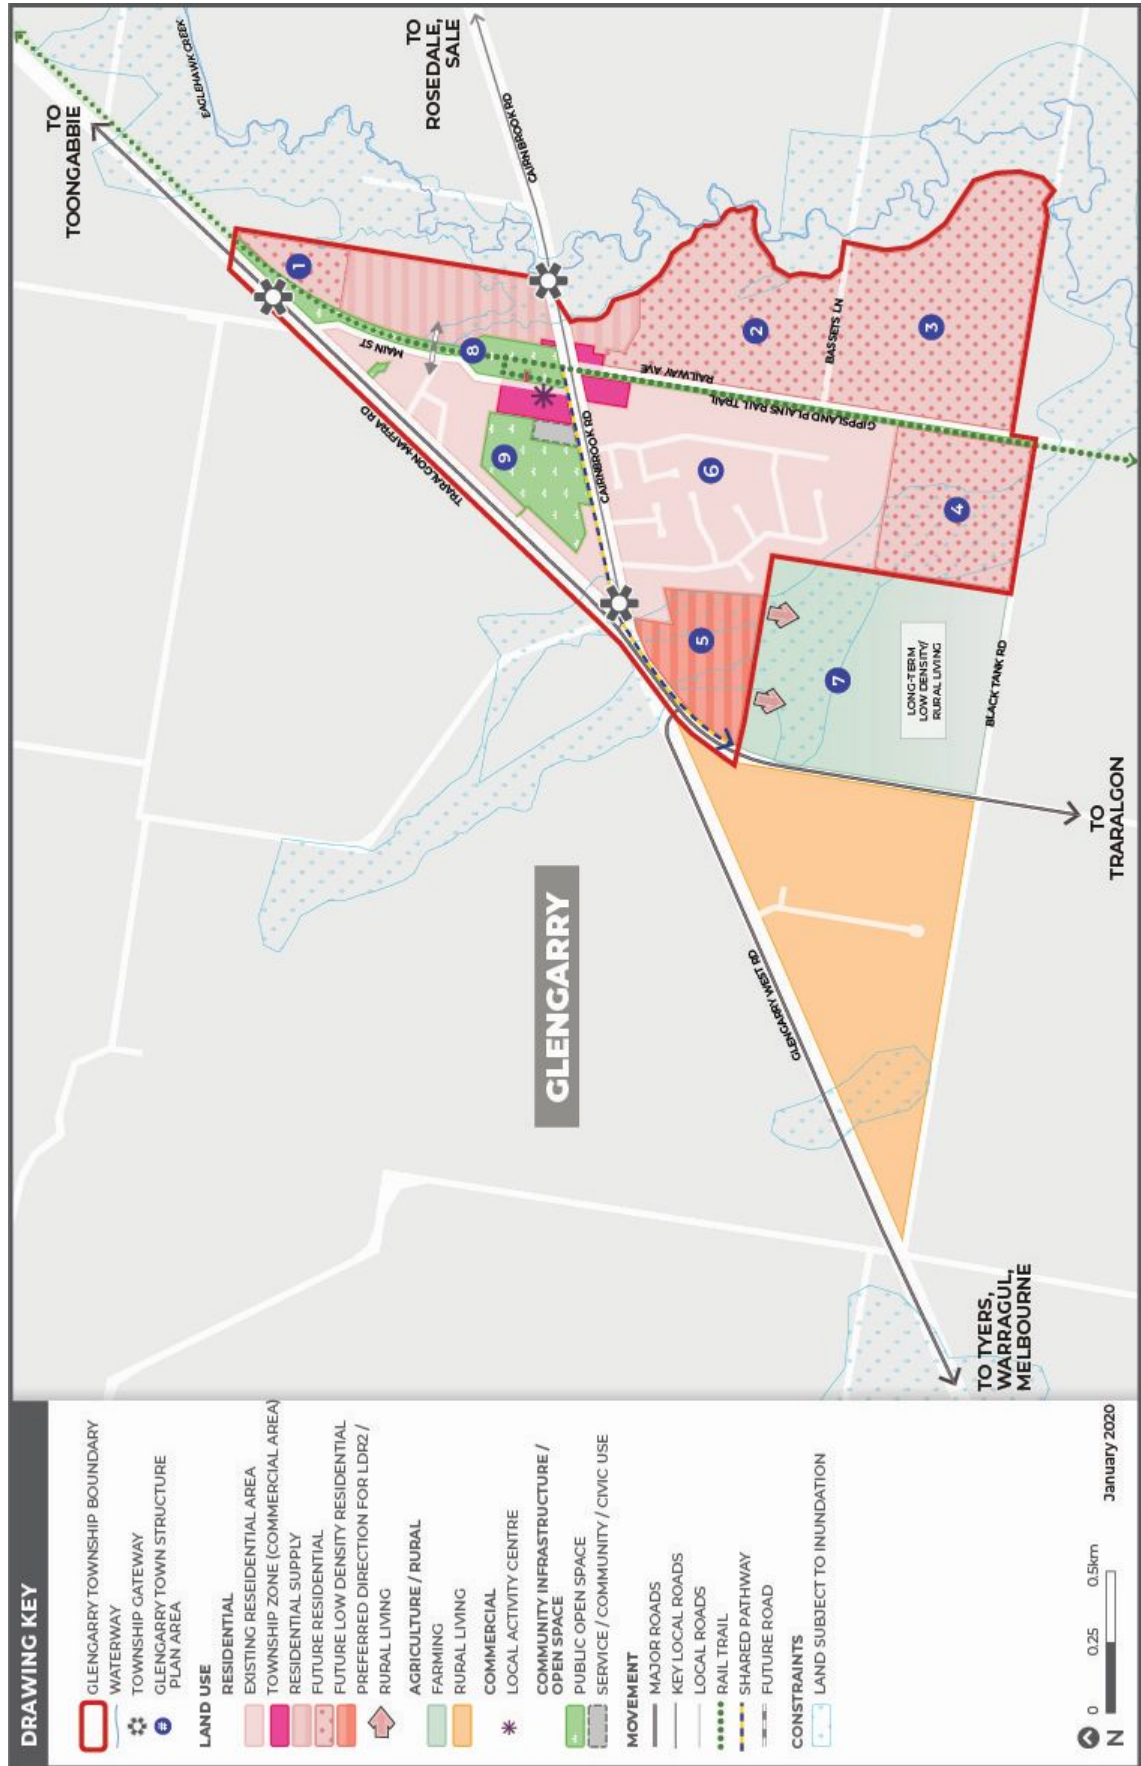 DRAWING KEY
GLENGARRY TOWNSHIP BOUNDARY
WATERWAY
TOWNSHIP GATEWAY
#
GLENGARRY TOWN STRUCTURE
PLAN AREA
LAND USE
RESIDENTIAL
EXISTING RESEIDENTIAL AREA
TOWNSHIP ZONE (COMMERCIAL AREA)
RESIDENTIAL SUPPLY
FUTURE RESIDENTIAL
FUTURE LOW DENSITY RESIDENTIAL
PREFERRED DIRECTION FOR LDR2 /
RURAL LIVING
AGRICULTURE / RURAL
FARMING
RURAL LIVING
COMMERCIAL
LOCAL ACTIVITY CENTRE
COMMUNITY INFRASTRUCTURE /
OPEN SPACE
PUBLIC OPEN SPACE
SERVICE / COMMUNITY / CIVIC USE
MOVEMENT
MAJOR ROADS
KEY LOCAL ROADS
LOCAL ROADS
RAIL TRAIL
SHARED PATHWAY
FUTURE ROAD
CONSTRAINTS
LAND SUBJECT TO INUNDATION
N
0
0.25
0.5km
January 2020
GLENGARRY
TO
TOONGABBIE
EAGLEHAWK CREEK
TO
ROSEDALE,
SALE
CAIRNBROOK RD
1
MAIN ST
8
TRARALGON-MAFFRA RD
9
CAIRNBROOK RD
RAILWAY AVE
GIPPSLAND PLAINS RAIL TRAIL
2
BASSETS LN
3
6
4
5
7
LONG-TERM
LOW DENSITY/
RURAL LIVING
BLACK TANK RD
GLENGARRY WEST RD
TO
TRARALGON
TO TYERS,
WARRAGUL,
MELBOURNE